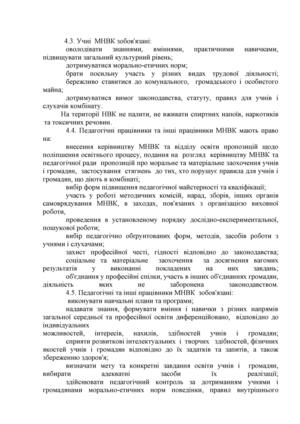 4.3. Учні МНВК зобов'язані:
оволодівати знаннями, вміннями, практичними навичками,
підвищувати загальний культурний рівень;
дотримуватися морально-етичних норм;
брати посильну участь у різних видах трудової діяльності;
бережливо ставитися до комунального, громадського і особистого
майна;
дотримуватися вимог законодавства, статуту, правил для учнів і
слухачів комбінату.
На території НВК не палити, не вживати спиртних напоїв, наркотиків
та токсичних речовин.
4.4. Педагогічні працівники та інші працівники МНВК мають право
на:
внесення керівництву МНВК та відділу освіти пропозицій щодо
поліпшення освітнього процесу, подання на розгляд керівництву МНВК та
педагогічної ради пропозицій про моральне та матеріальне заохочення учнів
і громадян, застосування стягнень до тих, хто порушує правила для учнів і
громадян, що діють в комбінаті;
вибір форм підвищення педагогічної майстерності та кваліфікації;
участь у роботі методичних комісій, нарад, зборів, інших органів
самоврядування МНВК, в заходах, пов'язаних з організацією виховної
роботи,
проведення в установленому порядку дослідно-експериментальної,
пошукової роботи;
вибір педагогічно обґрунтованих форм, методів, засобів роботи з
учнями і слухачами;
захист професійної честі, гідності відповідно до законодавства;
соціальне та матеріальне заохочення за досягнення вагомих
результатів у виконанні покладених на них завдань;
об'єднання у професійні спілки, участь в інших об'єднаннях громадян,
діяльність яких не заборонена законодавством.
4.5. Педагогічні та інші працівники МНВК зобов'язані:
виконувати навчальні плани та програми;
надавати знання, формувати вміння і навички з різних напрямів
загальної середньої та професійної освіти диференційовано, відповідно до
індивідуальних
можливостей, інтересів, нахилів, здібностей учнів і громадян;
сприяти розвиткові інтелектуальних і творчих здібностей, фізичних
якостей учнів і громадян відповідно до їх задатків та запитів, а також
збереженню здоров'я;
визначати мету та конкретні завдання освіти учнів і громадян,
вибирати адекватні засоби їх реалізації;
здійснювати педагогічний контроль за дотриманням учнями і
громадянами морально-етичних норм поведінки, правил внутрішнього